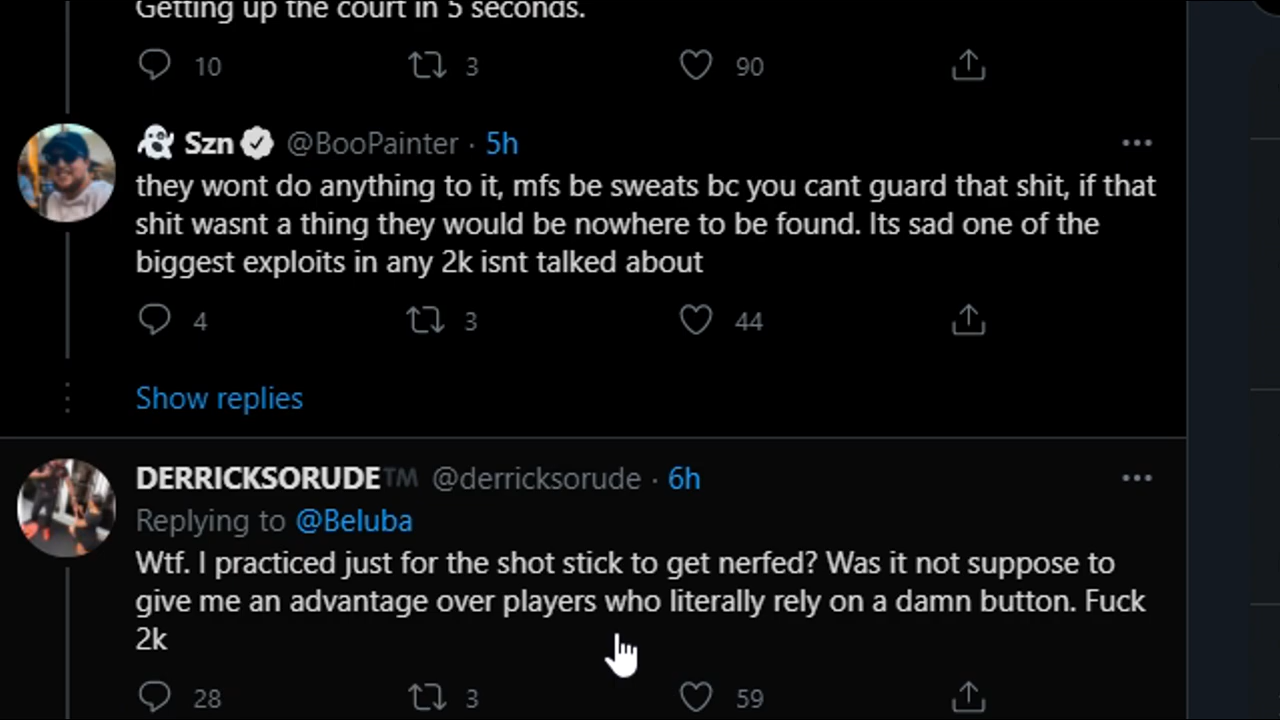 Getting up the court in 5 seconds.
10 3 90
👻 Szn @BooPainter · 5h
they wont do anything to it, mfs be sweats bc you cant guard that shit, if that
shit wasnt a thing they would be nowhere to be found. Its sad one of the
biggest exploits in any 2k isnt talked about
4 3 44
Show replies
DERRICKSORUDE™ @derricksorude · 6h
Replying to @Beluba
Wtf. I practiced just for the shot stick to get nerfed? Was it not suppose to
give me an advantage over players who literally rely on a damn button. Fuck
2k
28 3 59